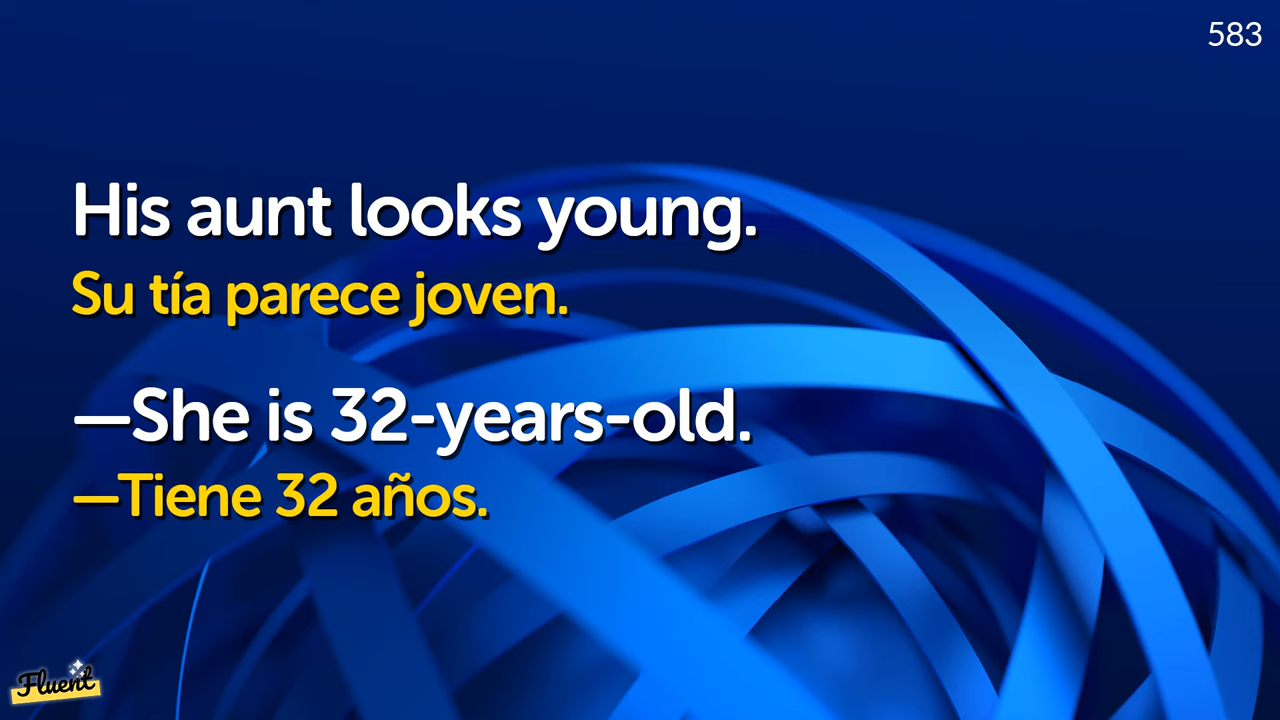 583
His aunt looks young.
Su tía parece joven.
—She is 32-years-old.
—Tiene 32 años.
Fluent